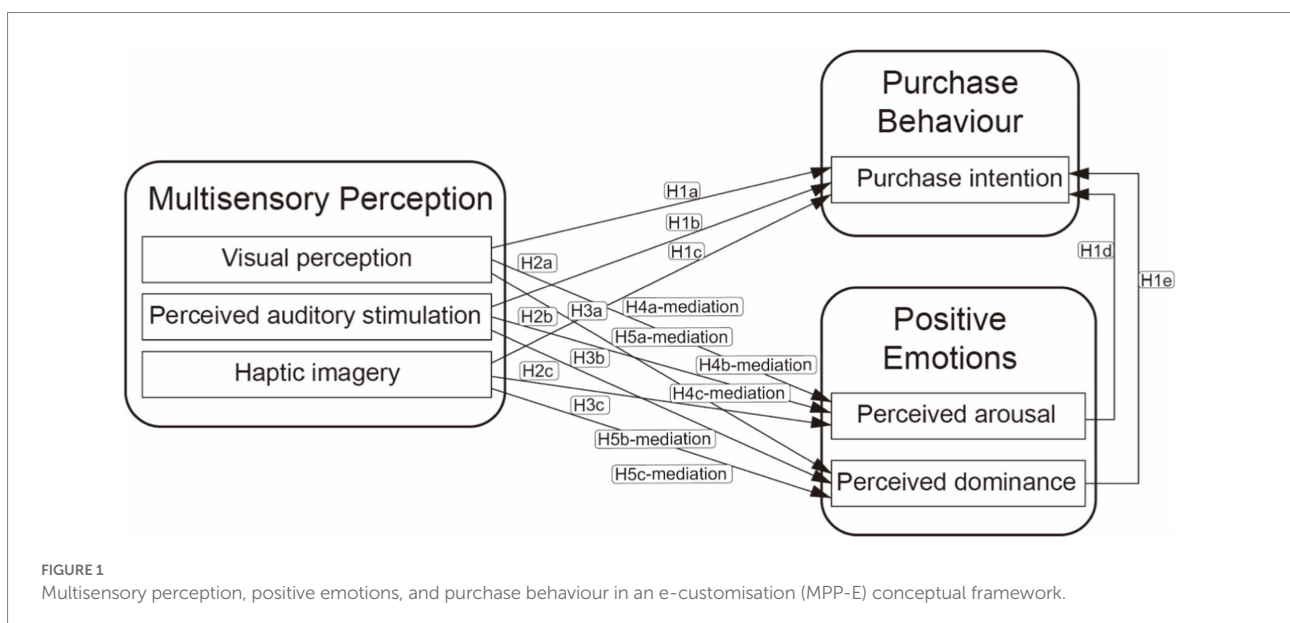 Multisensory Perception
Visual perception
Perceived auditory stimulation
Haptic imagery
Purchase
Behaviour
Purchase intention
Positive
Emotions
Perceived arousal
Perceived dominance
H1a
H1b
H1c
H2a
H3a
H4a-mediation
H2b
H5a-mediation
H3b
H4b-mediation
H2c
H4c-mediation
H3c
H5b-mediation
H5c-mediation
H1d
H1e
FIGURE 1
Multisensory perception, positive emotions, and purchase behaviour in an e-customisation (MPP-E) conceptual framework.